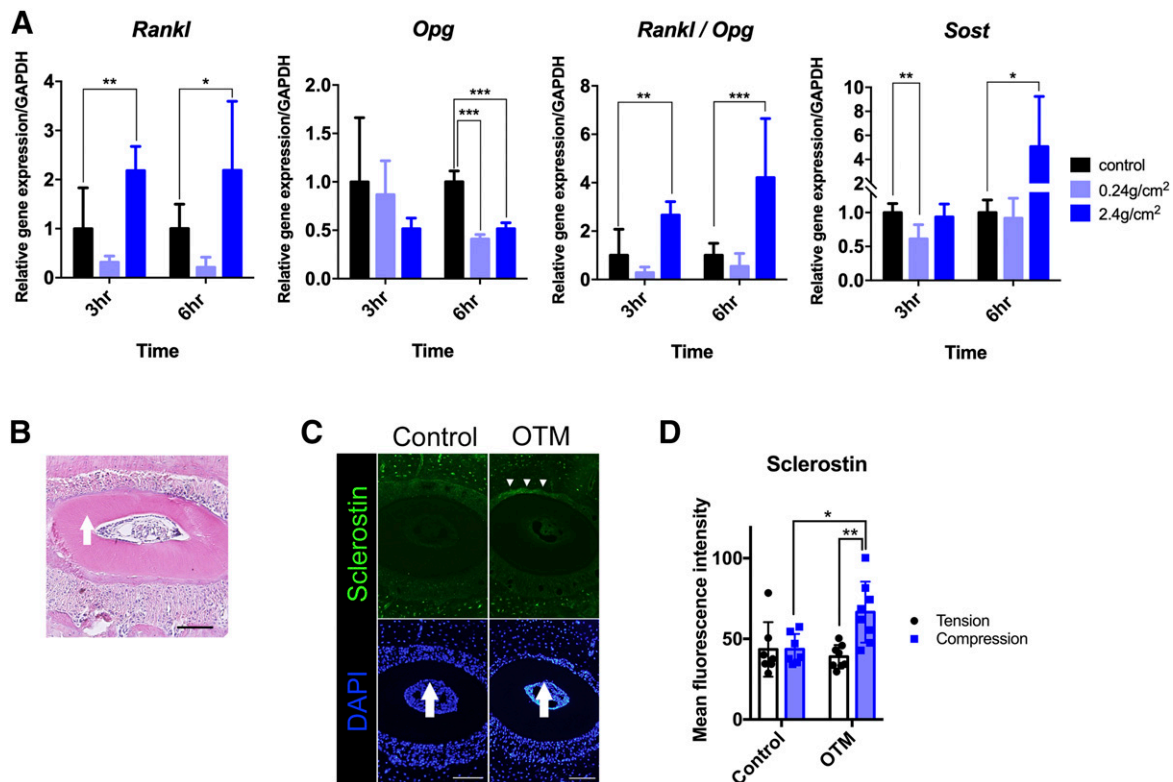 A
Rankl
Relative gene expression/GAPDH
4
3
2
1
0
**
*
3hr
6hr
Time
Opg
Relative gene expression/GAPDH
2.0
1.5
1.0
0.5
0.0
***
***
3hr
6hr
Time
Rankl / Opg
Relative gene expression/GAPDH
8
6
4
2
0
**
***
3hr
6hr
Time
Sost
Relative gene expression/GAPDH
10
8
6
4
2
1.0
0.5
0.0
**
*
3hr
6hr
Time
control
0.24g/cm²
2.4g/cm²
B
C
Control
OTM
Sclerostin
DAPI
D
Sclerostin
Mean fluorescence intensity
100
50
0
*
**
Control
OTM
Tension
Compression